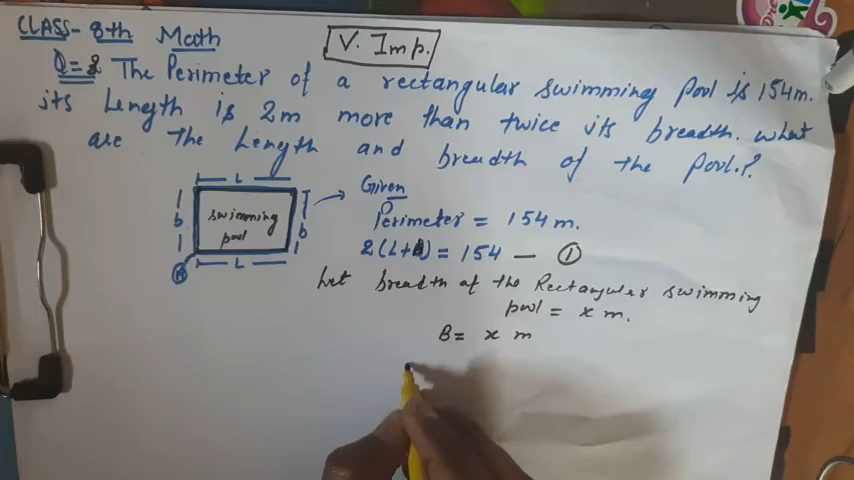 CLASS- 8th Math
V. Imp.
Q=2 The Perimeter of a rectangular swimming Pool is 154m.
its Length is 2m more than twice its breadth. what
are the Length and breadth of the Pool.?
L
b
swimming
pool
b
L
Given
Perimeter = 154 m.
2(L+B) = 154 — ①
Let breadth of the Rectangular swimming
pool = x m.
B = x m